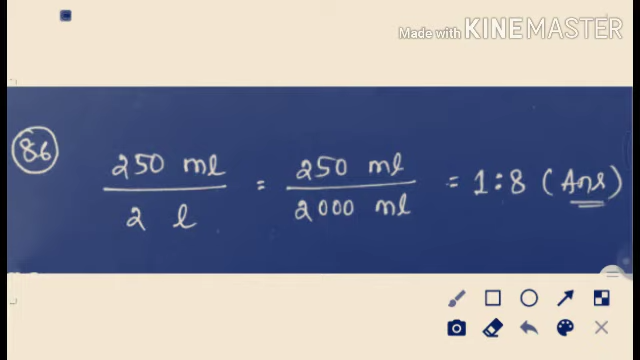 Made with KINEMASTER
86
250 ml / 2 l = 250 ml / 2000 ml = 1:8 (Ans)